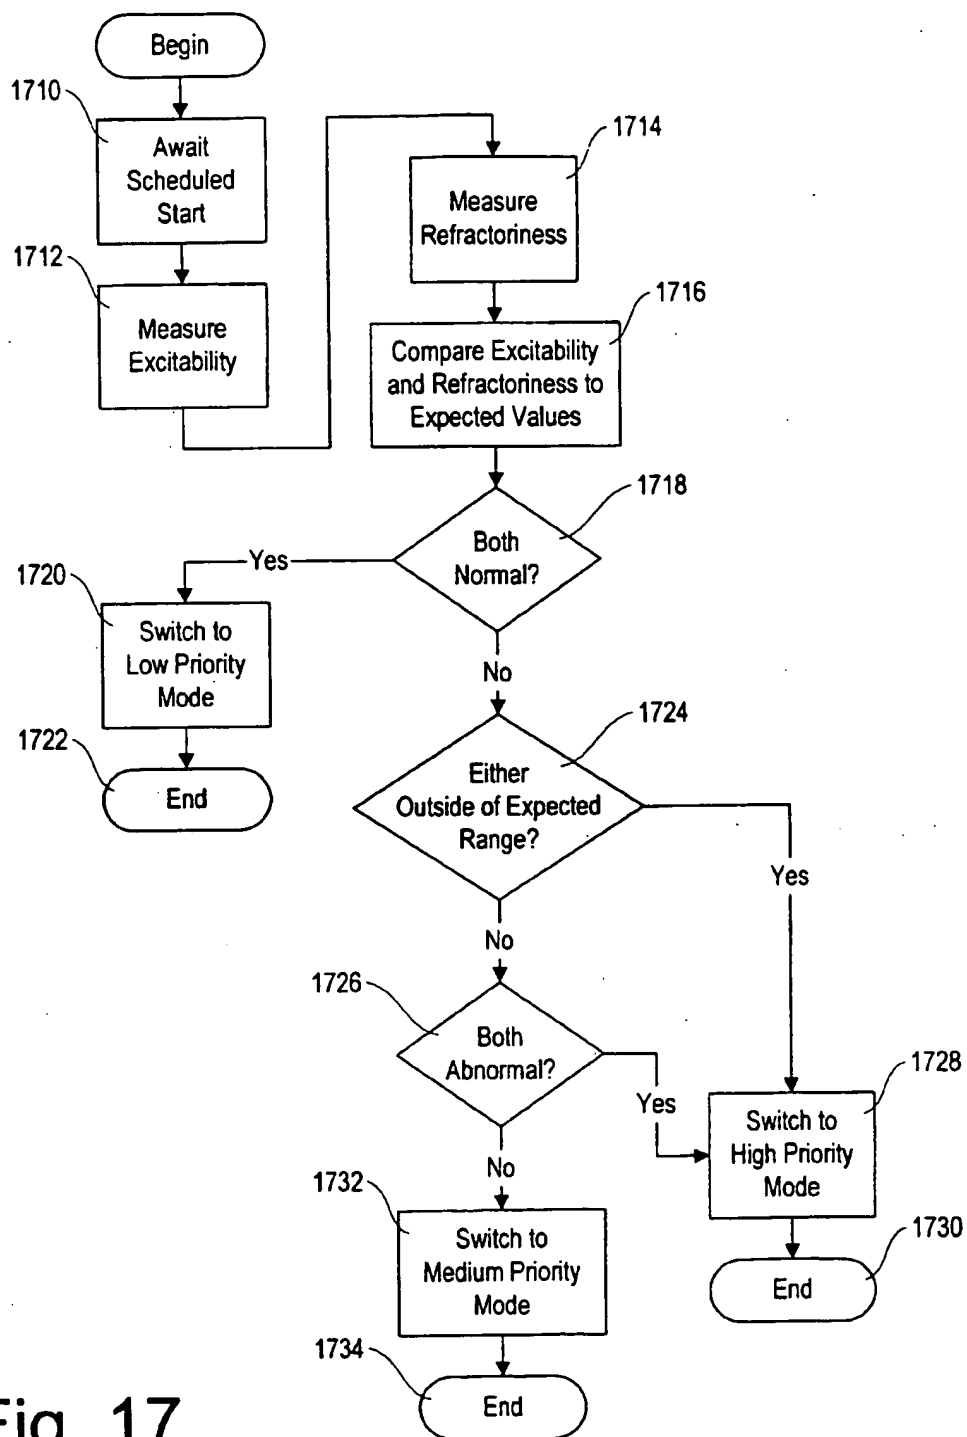 Begin
1710
Await
Scheduled
Start
1712
Measure
Excitability
1714
Measure
Refractoriness
1716
Compare Excitability
and Refractoriness to
Expected Values
1718
Both
Normal?
Yes
1720
Switch to
Low Priority
Mode
1722
End
No
1724
Either
Outside of Expected
Range?
Yes
No
1726
Both
Abnormal?
Yes
1728
Switch to
High Priority
Mode
1730
End
No
1732
Switch to
Medium Priority
Mode
1734
End
Fig. 17